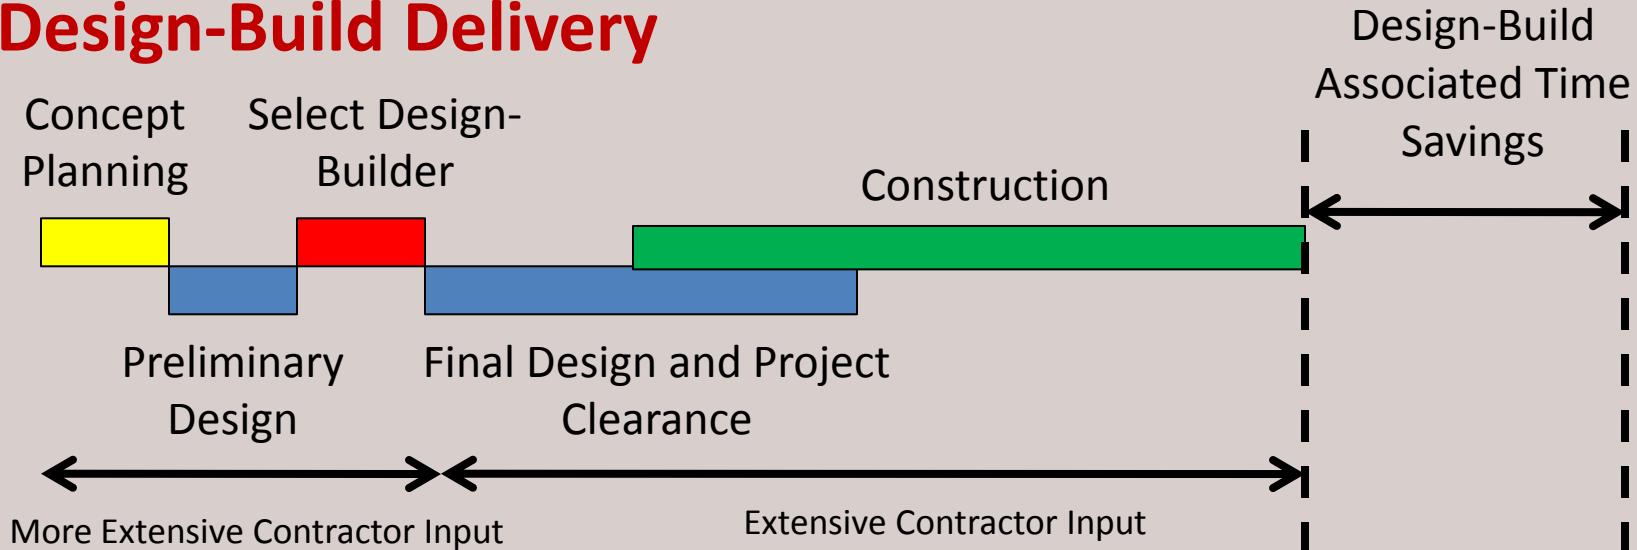 Design-Build Delivery
Design-Build
Associated Time
Savings
Concept
Planning
Select Design-
Builder
Construction
Preliminary
Design
Final Design and Project
Clearance
More Extensive Contractor Input
Extensive Contractor Input